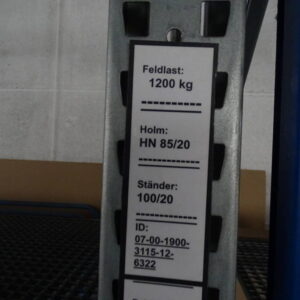 Feldlast:
1200 kg
----------
Holm:
HN 85/20
----------
Ständer:
100/20
----------
ID:
07-00-1900-
3115-12-
6322